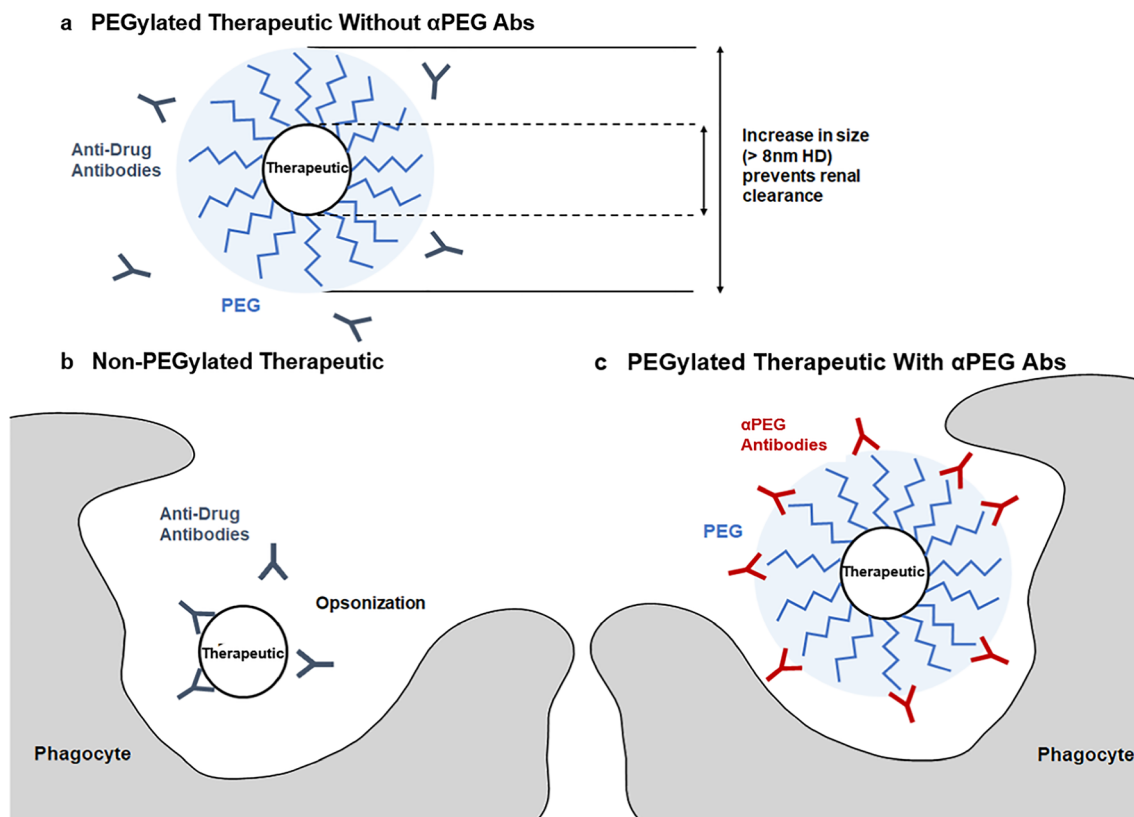 a PEGylated Therapeutic Without αPEG Abs
Anti-Drug
Antibodies
Therapeutic
PEG
Increase in size
(> 8nm HD)
prevents renal
clearance
b Non-PEGylated Therapeutic
Anti-Drug
Antibodies
Opsonization
Therapeutic
Phagocyte
c PEGylated Therapeutic With αPEG Abs
αPEG
Antibodies
PEG
Therapeutic
Phagocyte